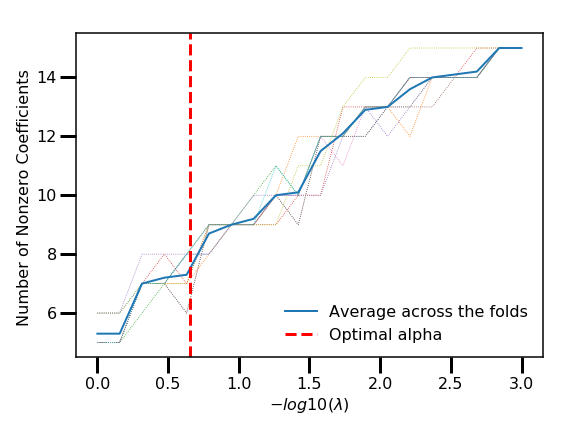 Number of Nonzero Coefficients
14
12
10
8
6
Average across the folds
Optimal alpha
0.0 0.5 1.0 1.5 2.0 2.5 3.0
−log10(λ)